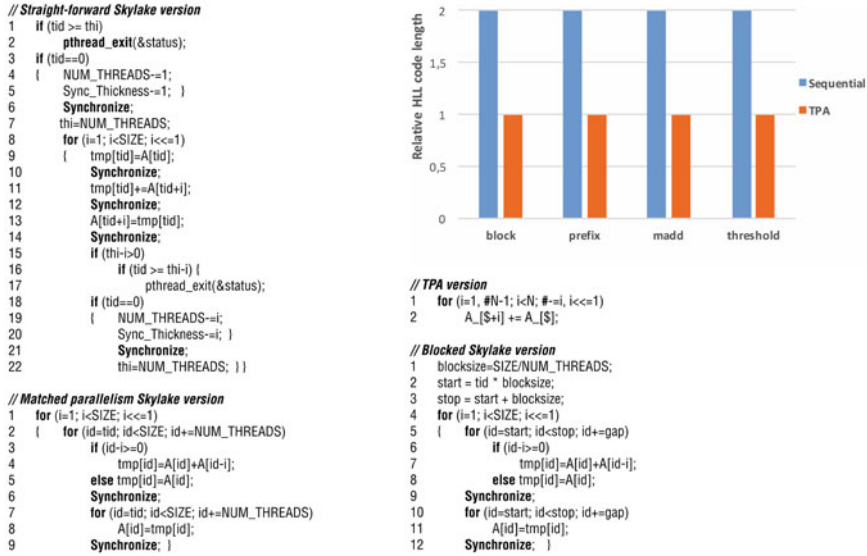 // Straight-forward Skylake version
1 if (tid >= thi)
2 pthread_exit(&status);
3 if (tid==0)
4 { NUM_THREADS-=1;
5 Sync_Thickness-=1; }
6 Synchronize;
7 thi=NUM_THREADS;
8 for (i=1; i<SIZE; i<<=1)
9 { tmp[tid]=A[tid];
10 Synchronize;
11 tmp[tid]+=A[tid+i];
12 Synchronize;
13 A[tid+i]=tmp[tid];
14 Synchronize;
15 if (thi-i>0)
16 if (tid >= thi-i) {
17 pthread_exit(&status);
18 if (tid==0)
19 { NUM_THREADS-=i;
20 Sync_Thickness-=i; }
21 Synchronize;
22 thi=NUM_THREADS; } }
// Matched parallelism Skylake version
1 for (i=1; i<SIZE; i<<=1)
2 { for (id=tid; id<SIZE; id+=NUM_THREADS)
3 if (id-i>=0)
4 tmp[id]=A[id]+A[id-i];
5 else tmp[id]=A[id];
6 Synchronize;
7 for (id=tid; id<SIZE; id+=NUM_THREADS)
8 A[id]=tmp[id];
9 Synchronize; }
Relative HLL code length
2
1,5
1
0,5
0
block prefix madd threshold
Sequential
TPA
// TPA version
1 for (i=1, #N-1; i<N; #-=i, i<<=1)
2 A_[$+i] += A_[$];
// Blocked Skylake version
1 blocksize=SIZE/NUM_THREADS;
2 start = tid * blocksize;
3 stop = start + blocksize;
4 for (i=1; i<SIZE; i<<=1)
5 { for (id=start; id<stop; id+=gap)
6 if (id-i>=0)
7 tmp[id]=A[id]+A[id-i];
8 else tmp[id]=A[id];
9 Synchronize;
10 for (id=start; id<stop; id+=gap)
11 A[id]=tmp[id];
12 Synchronize; }